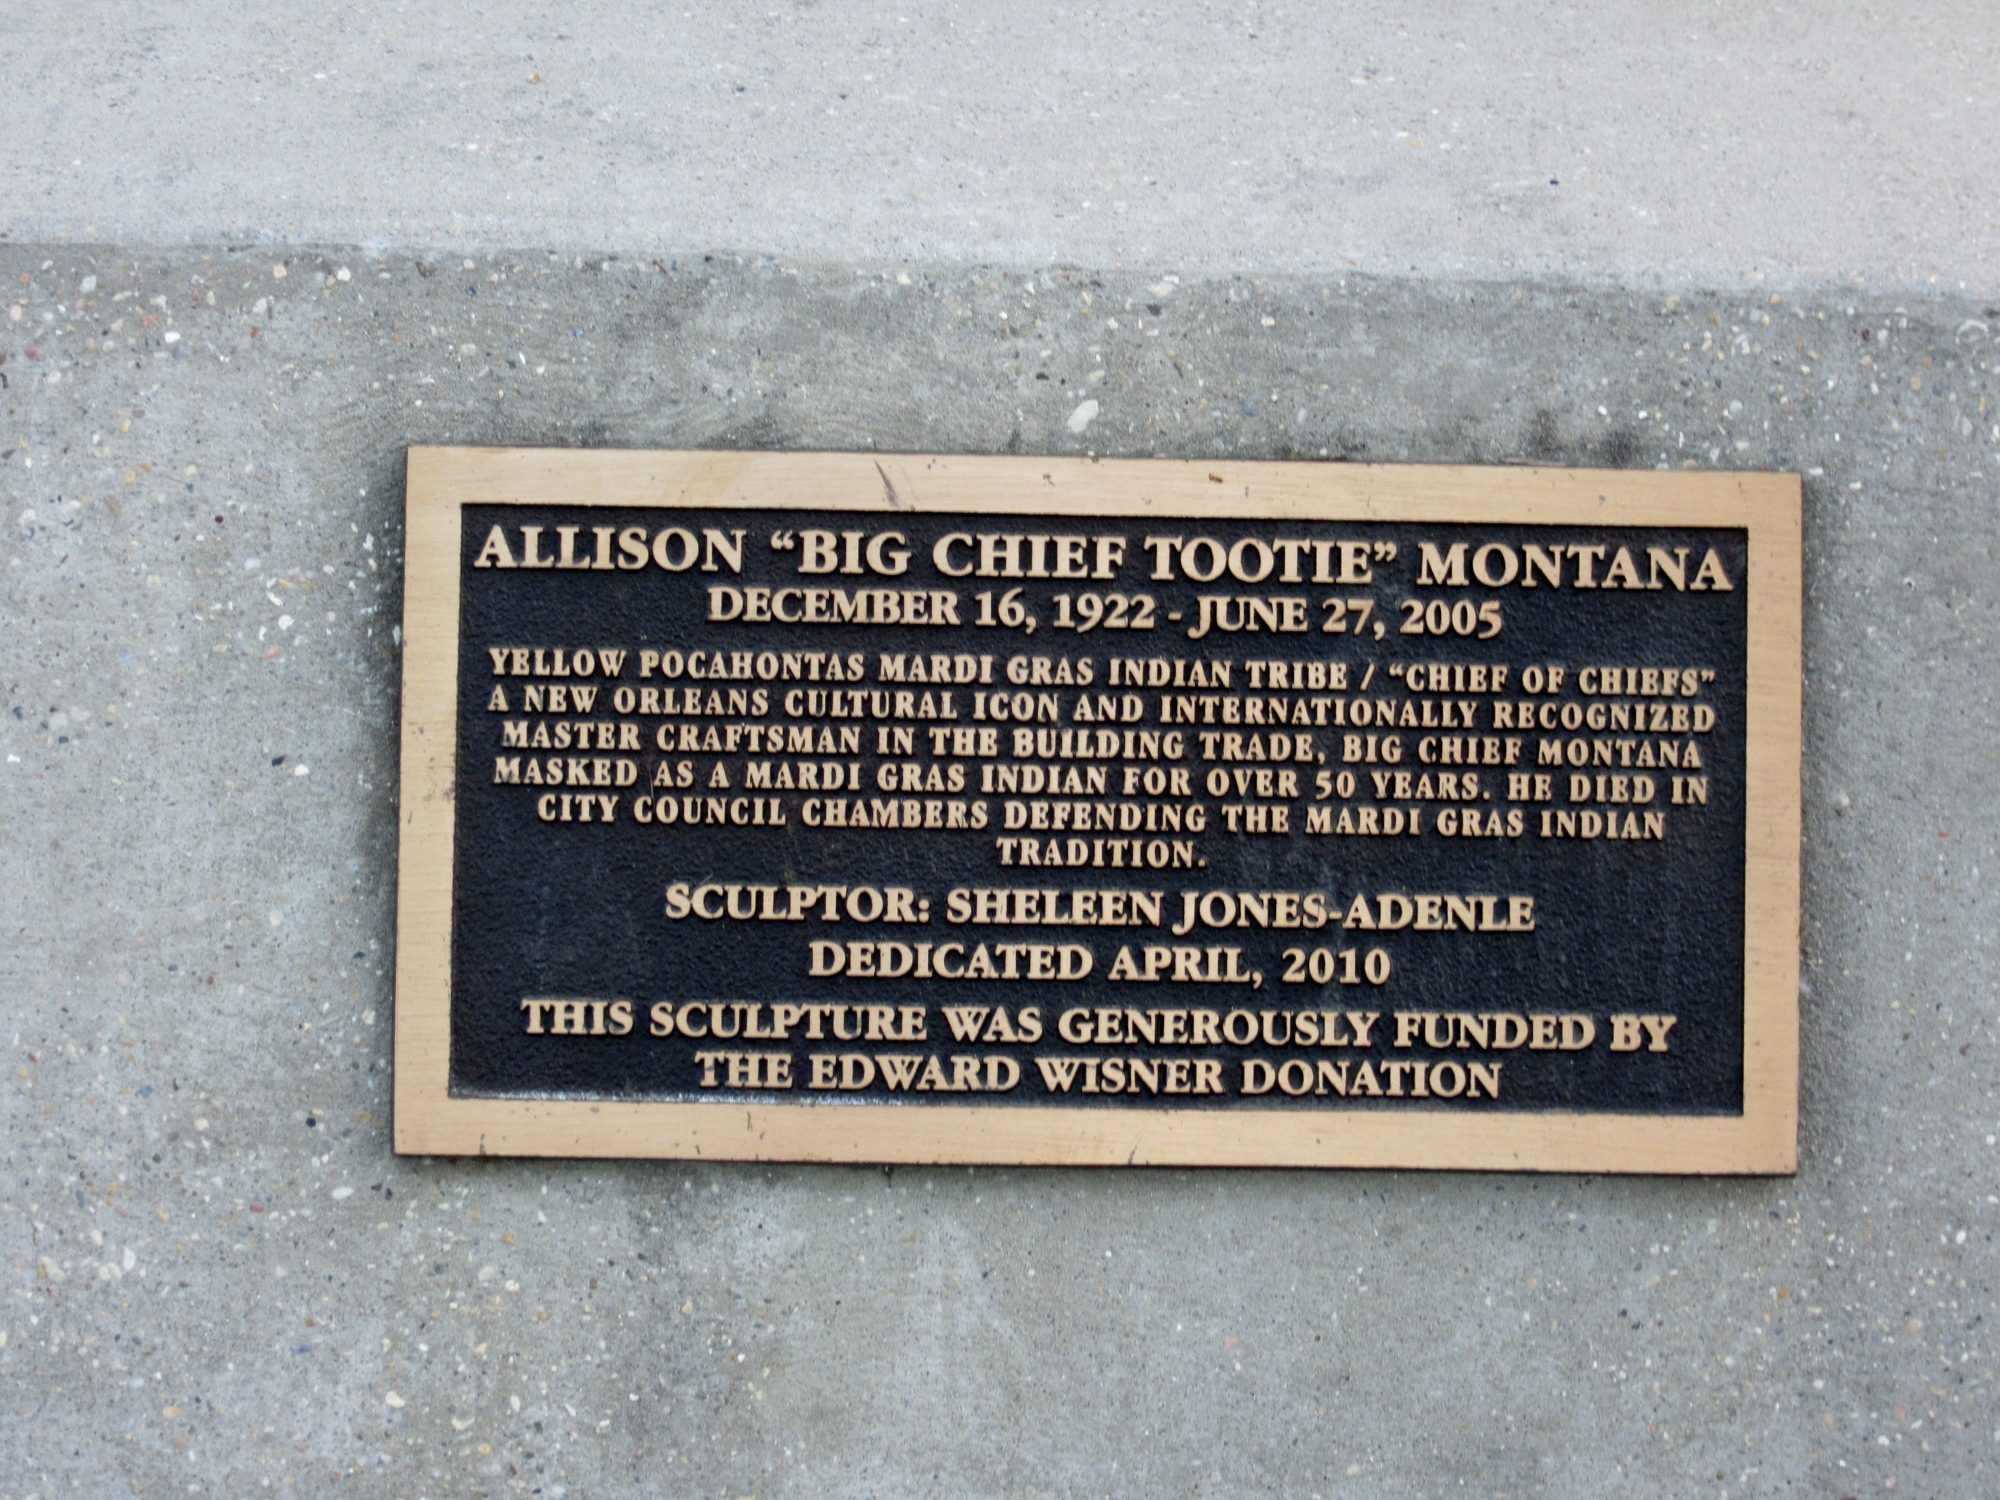 ALLISON “BIG CHIEF TOOTIE” MONTANA
DECEMBER 16, 1922 - JUNE 27, 2005
YELLOW POCAHONTAS MARDI GRAS INDIAN TRIBE / “CHIEF OF CHIEFS”
A NEW ORLEANS CULTURAL ICON AND INTERNATIONALLY RECOGNIZED
MASTER CRAFTSMAN IN THE BUILDING TRADE, BIG CHIEF MONTANA
MASKED AS A MARDI GRAS INDIAN FOR OVER 50 YEARS. HE DIED IN
CITY COUNCIL CHAMBERS DEFENDING THE MARDI GRAS INDIAN
TRADITION.
SCULPTOR: SHELEEN JONES-ADENLE
DEDICATED APRIL, 2010
THIS SCULPTURE WAS GENEROUSLY FUNDED BY
THE EDWARD WISNER DONATION